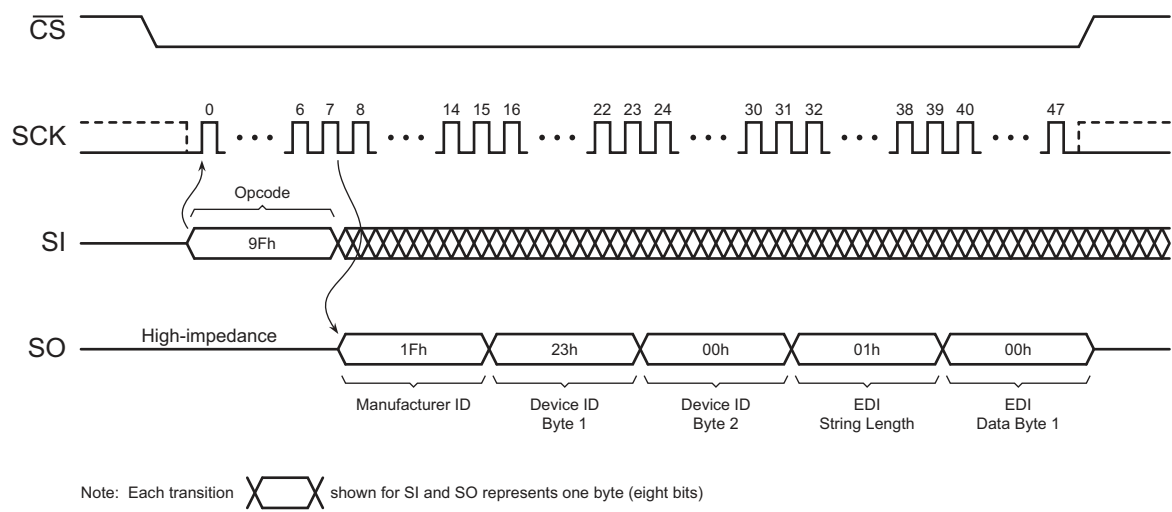 CS
0 6 7 8 14 15 16 22 23 24 30 31 32 38 39 40 47
SCK
Opcode
SI 9Fh
High-impedance
SO 1Fh 23h 00h 01h 00h
Manufacturer ID Device ID Device ID EDI EDI
Byte 1 Byte 2 String Length Data Byte 1
Note: Each transition shown for SI and SO represents one byte (eight bits)